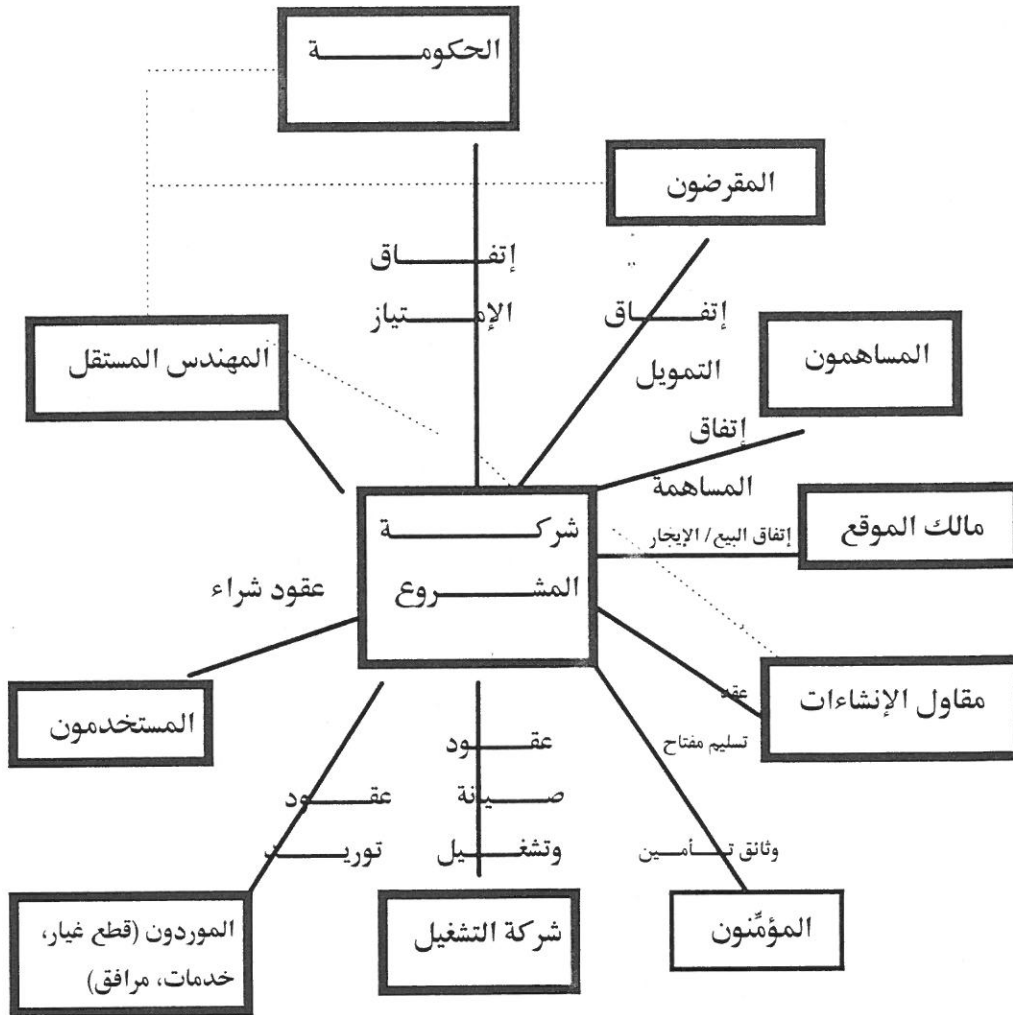 الحكومة
المقرضون
إتفاق
الإمتياز
إتفاق
التمويل
المساهمون
المهندس المستقل
إتفاق
المساهمة
مالك الموقع
إتفاق البيع/ الإيجار
شركة
المشروع
عقود شراء
مقاول الإنشاءات
عقد
تسليم مفتاح
المستخدمون
عقود
صيانة
وتشغيل
عقود
توريد
وثائق تأمين
المؤمِّنون
شركة التشغيل
الموردون (قطع غيار،
خدمات، مرافق)